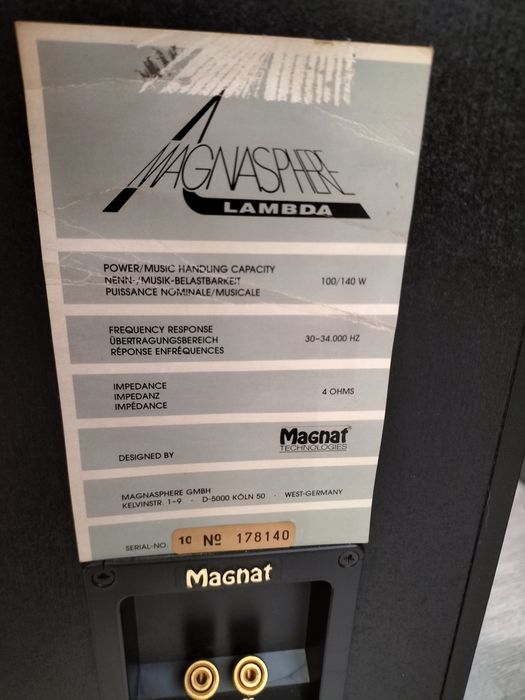 MAGNASPHERE
LAMBDA
POWER/MUSIC HANDLING CAPACITY
NENN-/MUSIK-BELASTBARKEIT 100/140 W
PUISSANCE NOMINALE/MUSICALE
FREQUENCY RESPONSE
ÜBERTRAGUNGSBEREICH 30–34.000 HZ
RÉPONSE ENFRÉQUENCES
IMPEDANCE
IMPEDANZ 4 OHMS
IMPÉDANCE
Magnat®
TECHNOLOGIES
DESIGNED BY
MAGNASPHERE GMBH
KELVINSTR. 1–9 · D-5000 KÖLN 50 · WEST-GERMANY
SERIAL-NO. 10 Nº 178140
Magnat